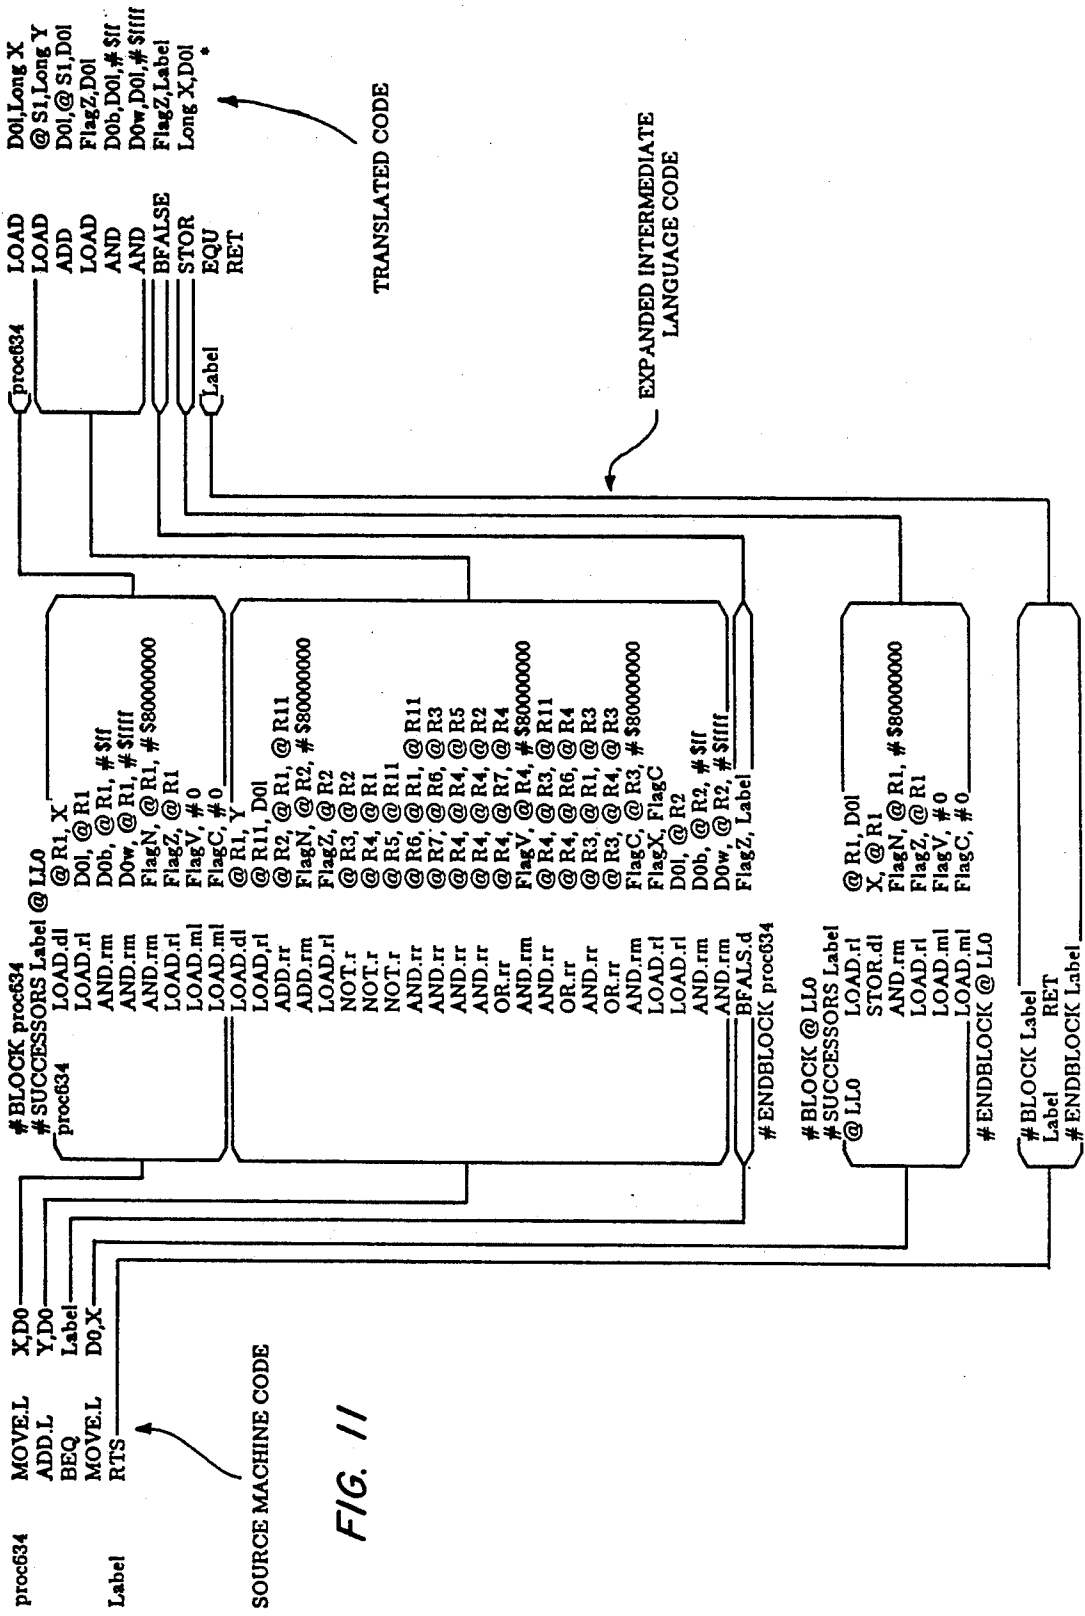 proc634 MOVE.L X,D0
ADD.L Y,D0
BEQ Label
MOVE.L D0,X
Label RTS
SOURCE MACHINE CODE
FIG. 11
#BLOCK proc634
#SUCCESSORS Label @LL0
proc634 LOAD.dl @R1, X
LOAD.rl D0l, @R1
AND.rm D0b, @R1, #$ff
AND.rm D0w, @R1, #$ffff
AND.rm FlagN, @R1, #$80000000
LOAD.rl FlagZ, @R1
LOAD.ml FlagV, #0
LOAD.ml FlagC, #0
LOAD.dl @R1, Y
LOAD,rl @R11, D0l
ADD.rr @R2, @R1, @R11
ADD.rm FlagN, @R2, #$80000000
LOAD.rl FlagZ, @R2
NOT.r @R3, @R2
NOT.r @R4, @R1
NOT.r @R5, @R11
AND.rr @R6, @R1, @R11
AND.rr @R7, @R6, @R3
AND.rr @R4, @R4, @R5
AND.rr @R4, @R4, @R2
OR.rr @R4, @R7, @R4
AND.rm FlagV, @R4, #$80000000
AND.rr @R4, @R3, @R11
OR.rr @R4, @R6, @R4
AND.rr @R3, @R1, @R3
OR.rr @R3, @R4, @R3
AND.rm FlagC, @R3, #$80000000
LOAD.rl FlagX, FlagC
LOAD.rl D0l, @R2
AND.rm D0b, @R2, #$ff
AND.rm D0w, @R2, #$ffff
BFALS.d FlagZ, Label
#ENDBLOCK proc634
#BLOCK @LL0
#SUCCESSORS Label
@LL0 LOAD.rl @R1, D0l
STOR.dl X, @R1
AND.rm FlagN, @R1, #$80000000
LOAD.rl FlagZ, @R1
LOAD.ml FlagV, #0
LOAD.ml FlagC, #0
#ENDBLOCK @LL0
#BLOCK Label
Label RET
#ENDBLOCK Label
EXPANDED INTERMEDIATE
LANGUAGE CODE
proc634 LOAD D0l,Long X
LOAD @S1,Long Y
ADD D0l,@S1,D0l
LOAD FlagZ,D0l
AND D0b,D0l,#$ff
AND D0w,D0l,#$ffff
BFALSE FlagZ,Label
STOR Long X,D0l
Label EQU *
RET
TRANSLATED CODE